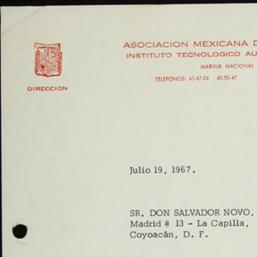 ASOCIACION MEXICANA D
INSTITUTO TECNOLOGICO AU
MARINA NACIONAL
TELEFONOS: 45-47-24 45-55-47
DIRECCION
Julio 19, 1967.
SR. DON SALVADOR NOVO,
Madrid # 13 - La Capilla,
Coyoacán, D. F.